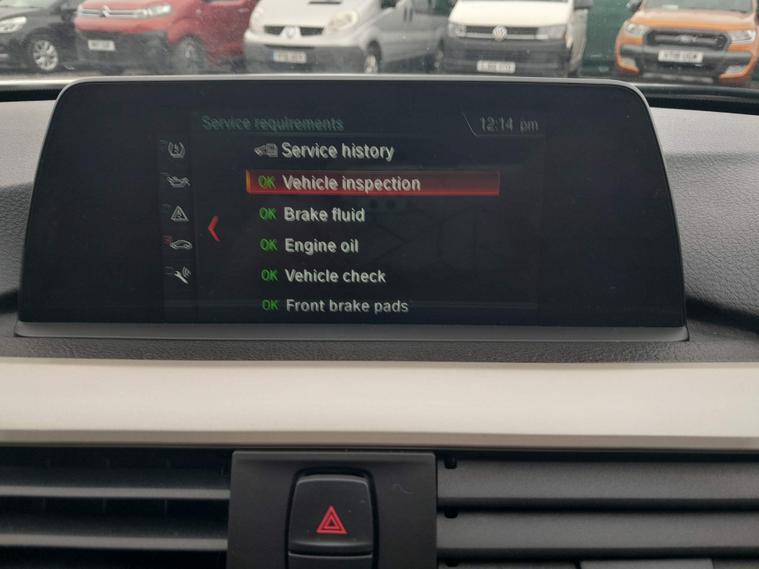 Service requirements
12:14 pm
Service history
OK Vehicle inspection
OK Brake fluid
OK Engine oil
OK Vehicle check
OK Front brake pads